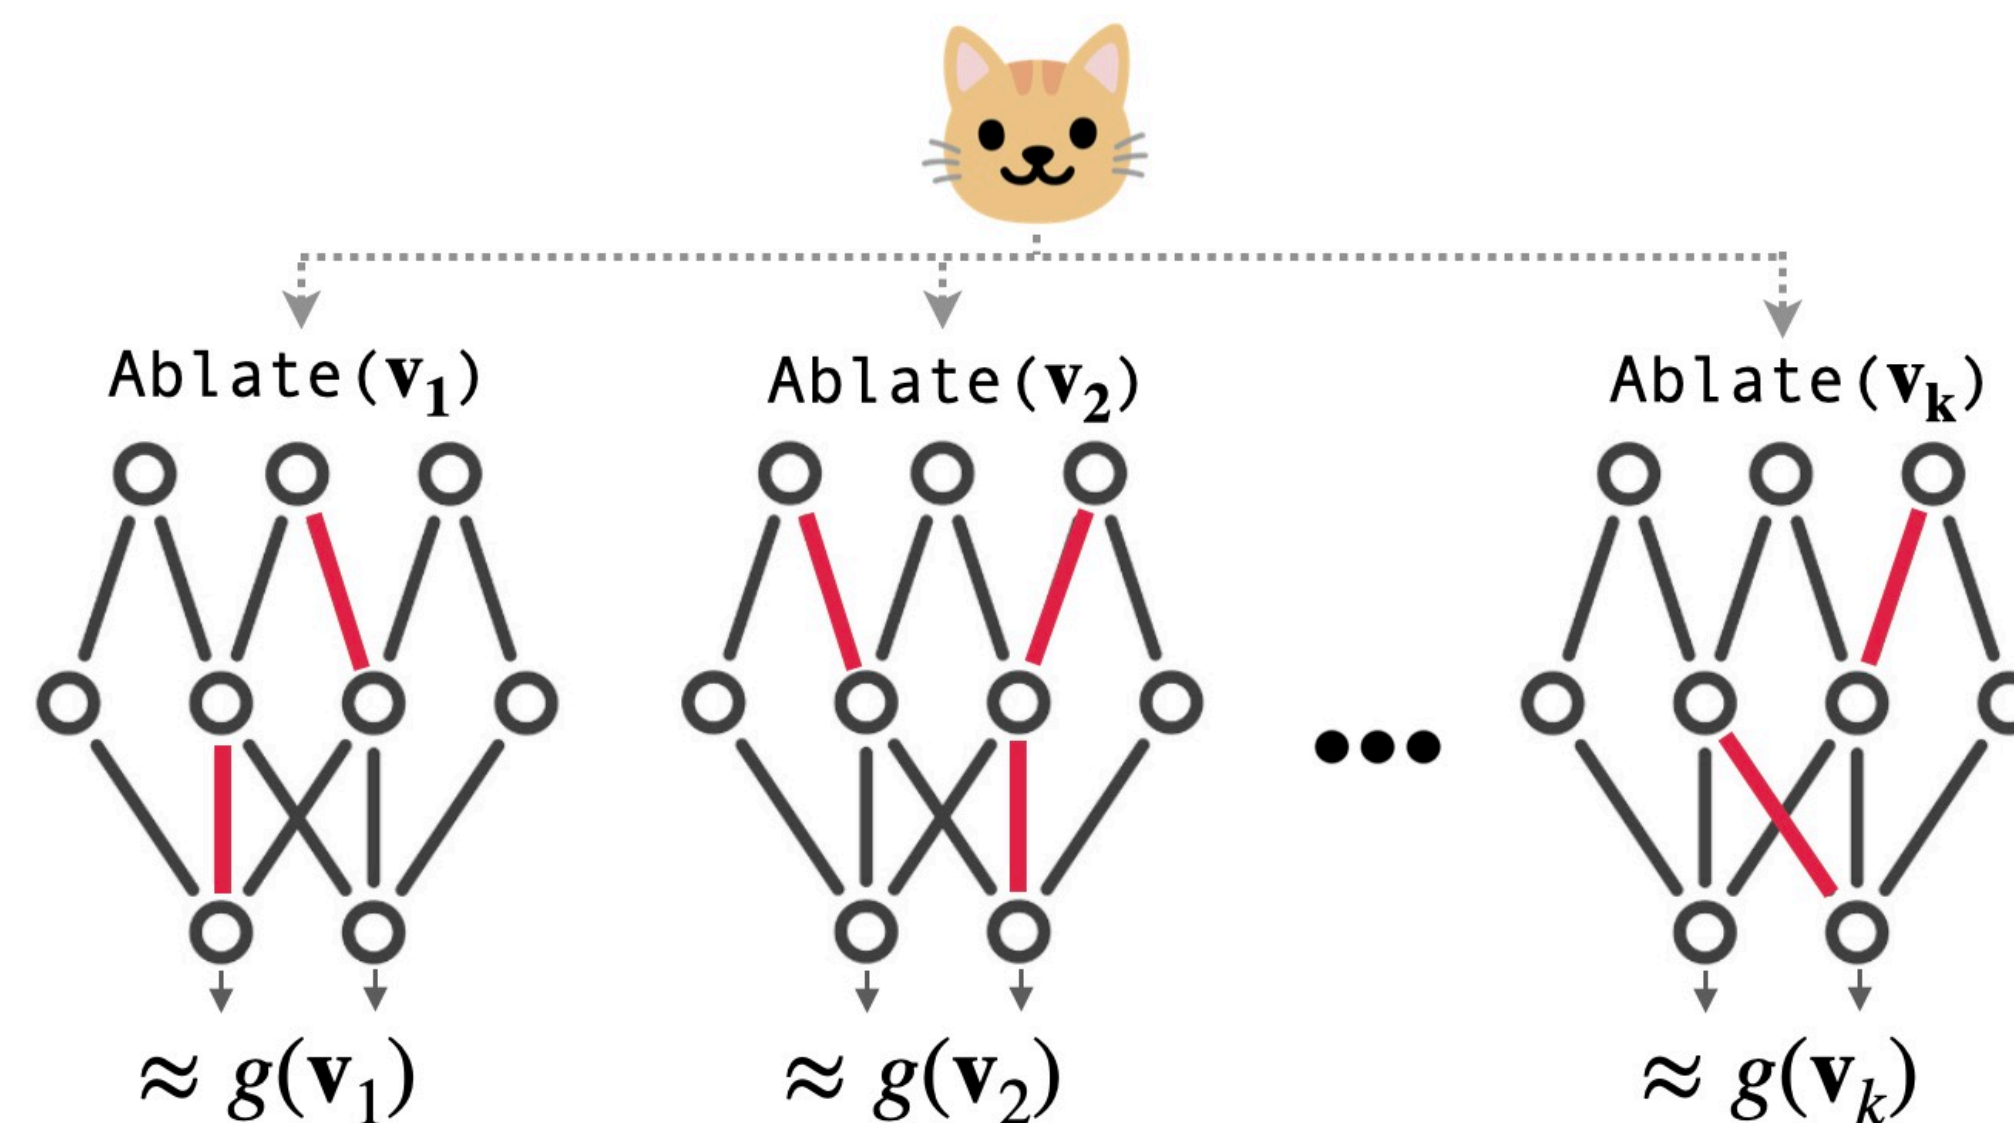 Ablate(v₁) Ablate(v₂) Ablate(vₖ)
•••
≈ g(v₁) ≈ g(v₂) ≈ g(vₖ)